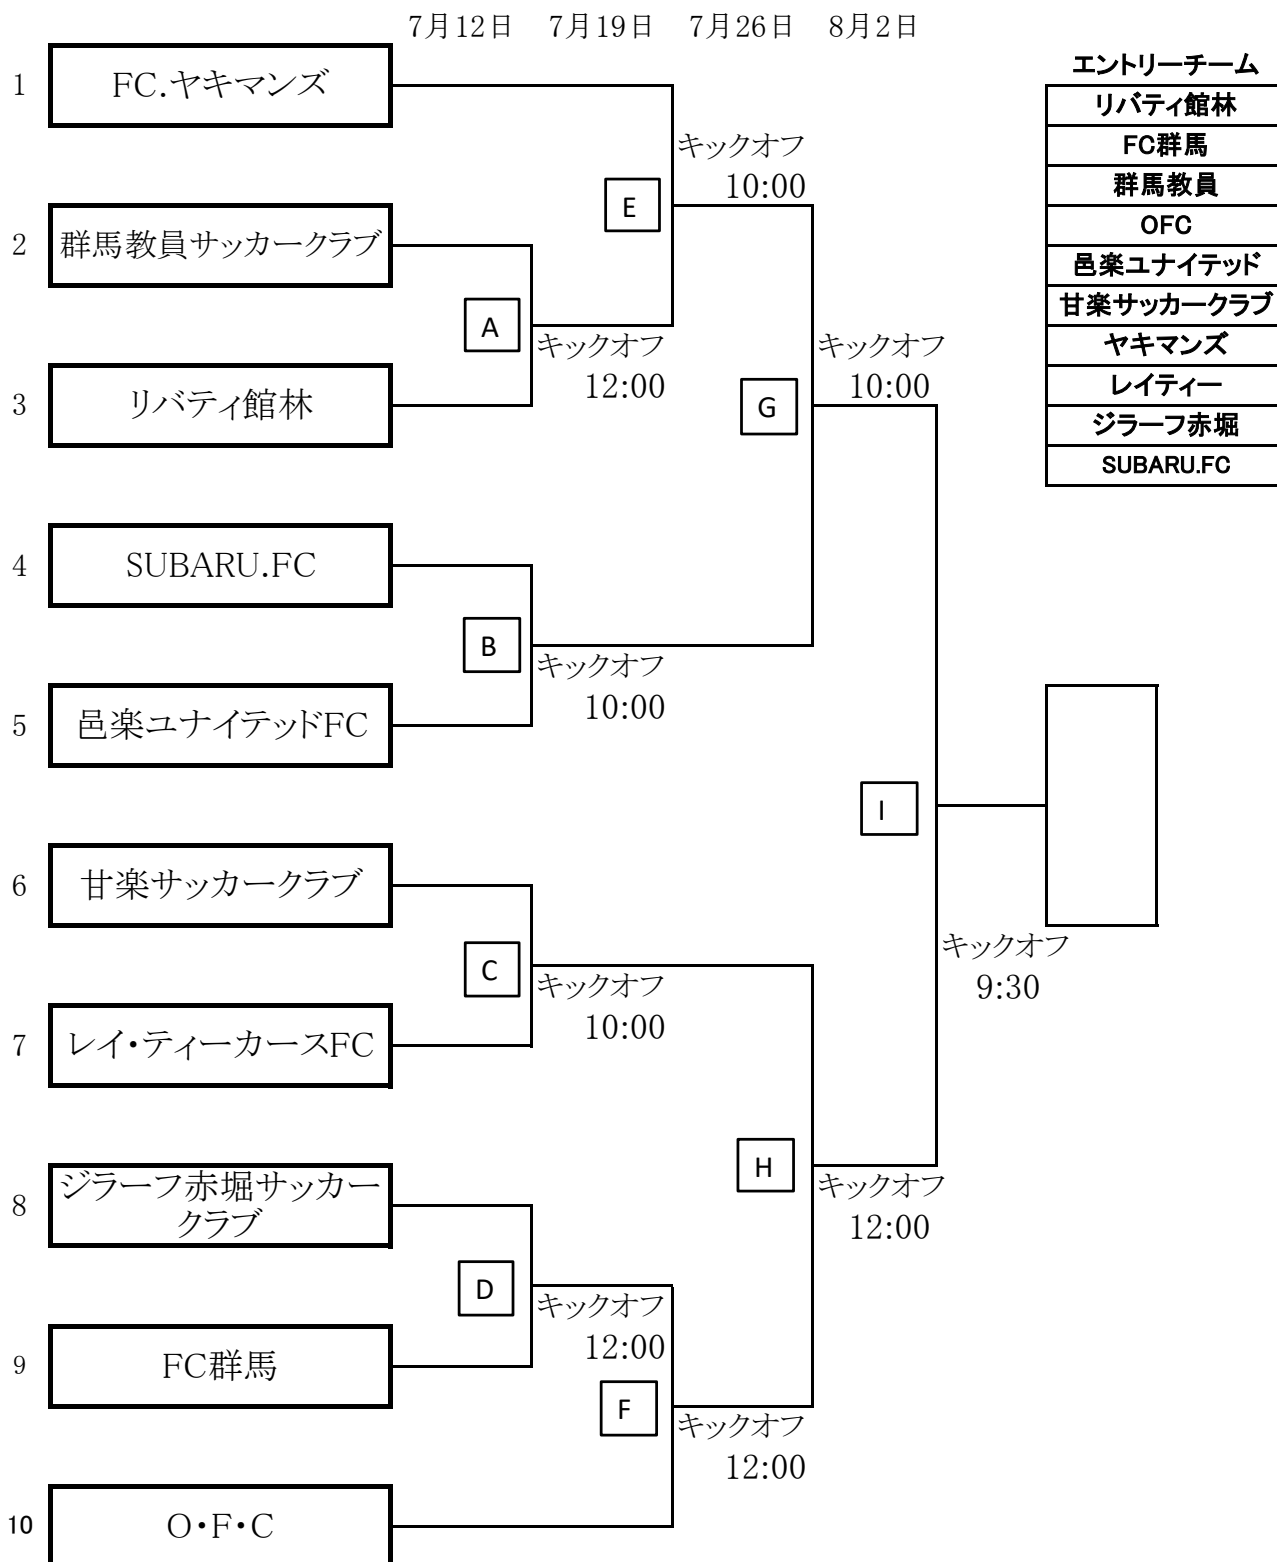 7月12日 7月19日 7月26日 8月2日
エントリーチーム
リバティ館林
FC群馬
群馬教員
OFC
邑楽ユナイテッド
甘楽サッカークラブ
ヤキマンズ
レイティー
ジラーフ赤堀
SUBARU.FC
1 FC.ヤキマンズ
キックオフ
10:00
E
2 群馬教員サッカークラブ
A
キックオフ
12:00
3 リバティ館林
キックオフ
10:00
G
4 SUBARU.FC
B
キックオフ
10:00
5 邑楽ユナイテッドFC
I
6 甘楽サッカークラブ
キックオフ
9:30
C
キックオフ
10:00
7 レイ・ティーカースFC
H
キックオフ
12:00
8 ジラーフ赤堀サッカー
クラブ
D
キックオフ
12:00
9 FC群馬
F
キックオフ
12:00
10 O・F・C